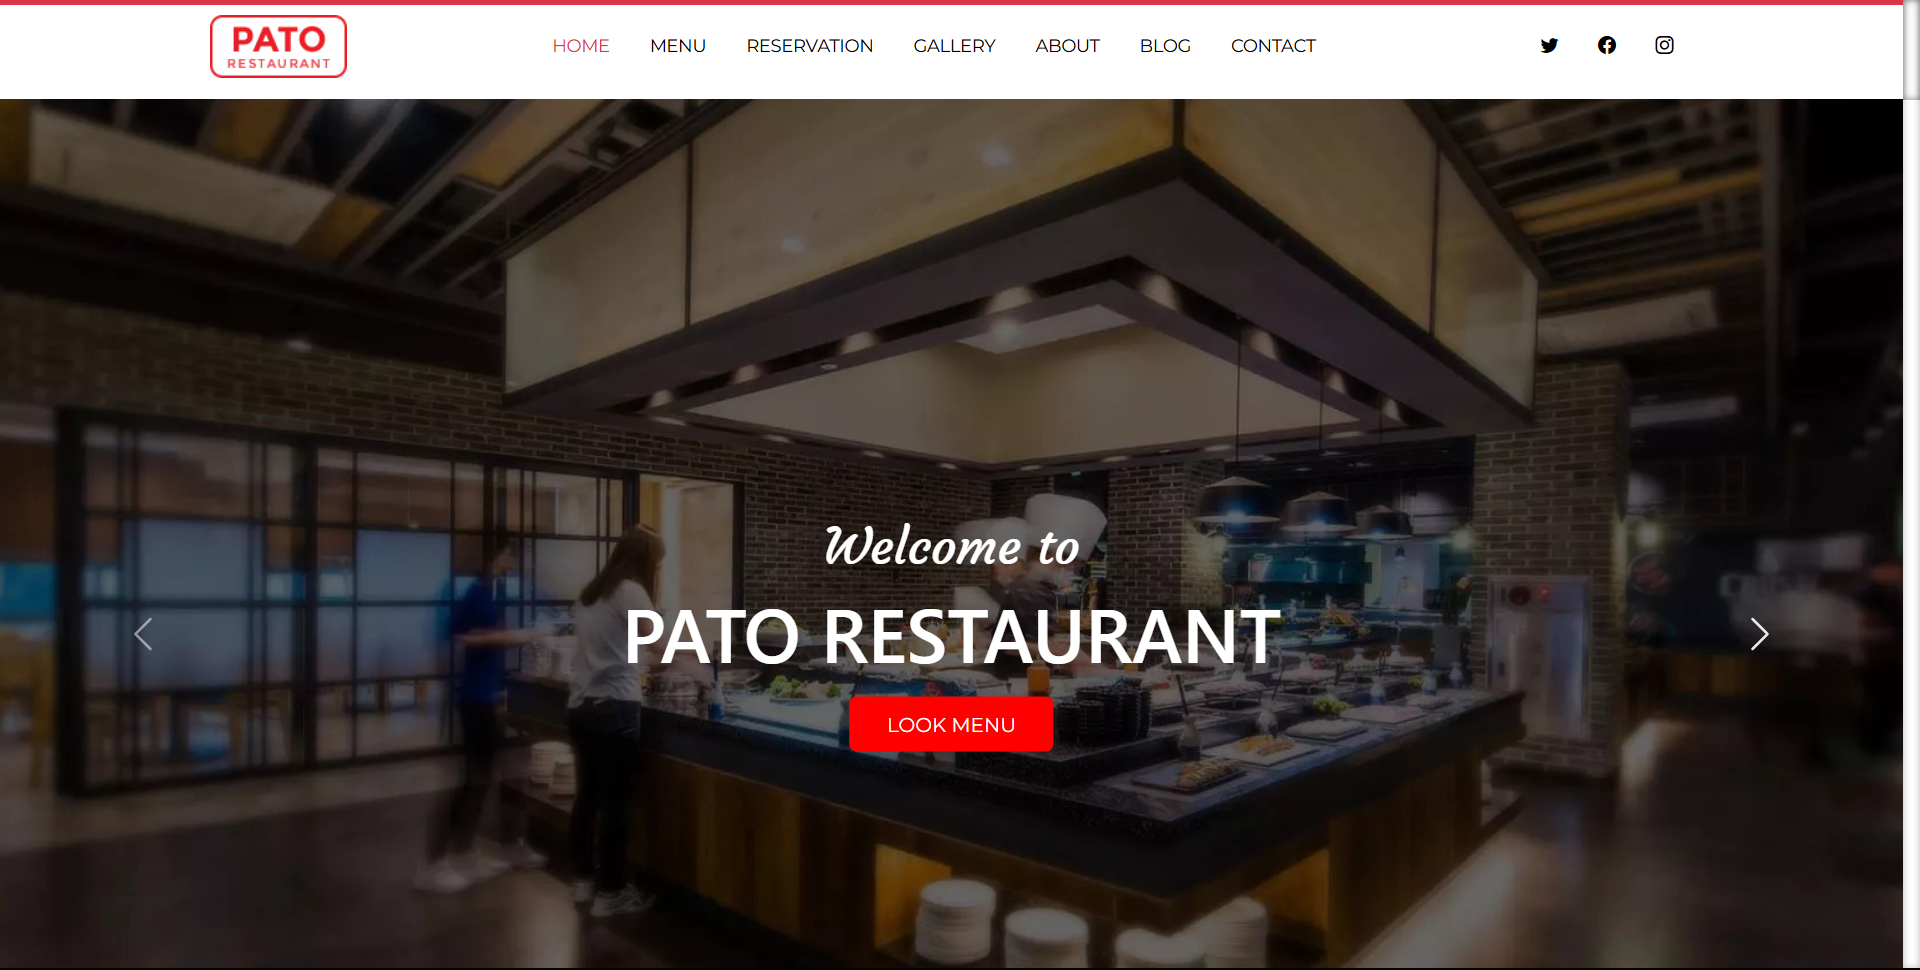 PATO
RESTAURANT
HOME MENU RESERVATION GALLERY ABOUT BLOG CONTACT
Welcome to
PATO RESTAURANT
LOOK MENU